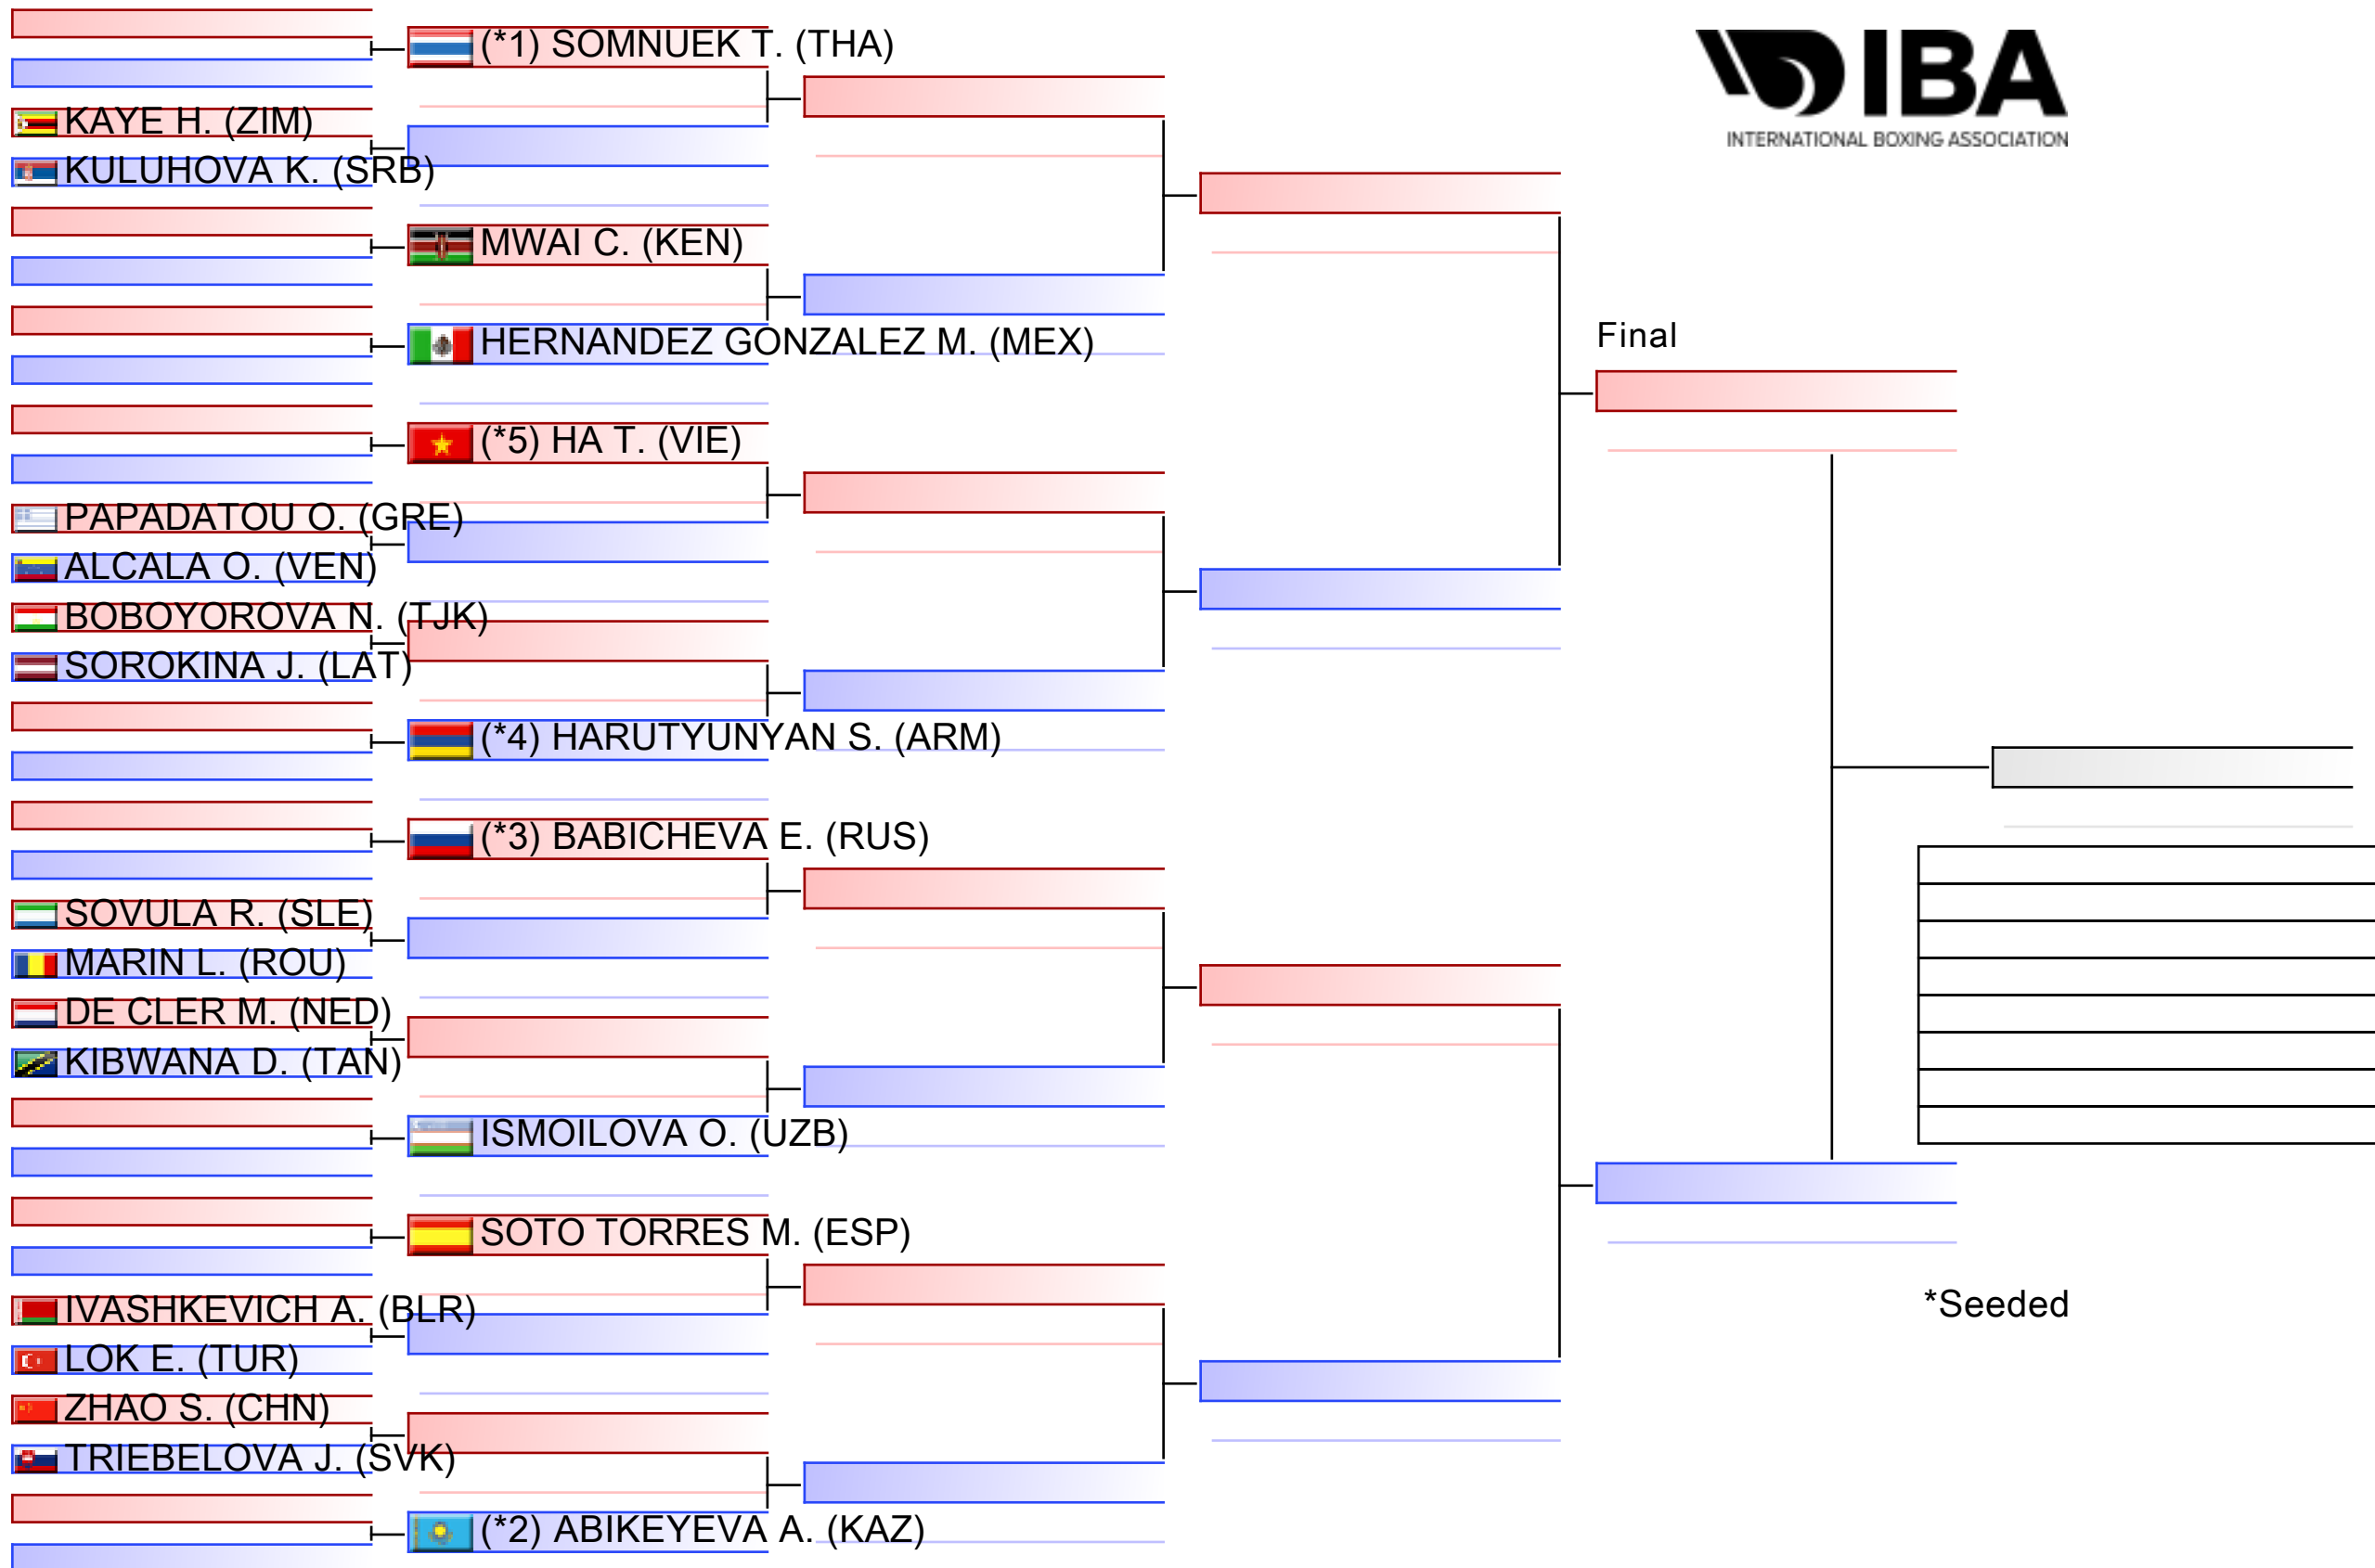 (*1) SOMNUEK T. (THA)
IBA
INTERNATIONAL BOXING ASSOCIATION
KAYE H. (ZIM)
KULUHOVA K. (SRB)
MWAI C. (KEN)
HERNANDEZ GONZALEZ M. (MEX)
Final
(*5) HA T. (VIE)
PAPADATOU O. (GRE)
ALCALA O. (VEN)
BOBOYOROVA N. (TJK)
SOROKINA J. (LAT)
(*4) HARUTYUNYAN S. (ARM)
(*3) BABICHEVA E. (RUS)
SOVULA R. (SLE)
MARIN L. (ROU)
DE CLER M. (NED)
KIBWANA D. (TAN)
ISMOILOVA O. (UZB)
SOTO TORRES M. (ESP)
*Seeded
IVASHKEVICH A. (BLR)
LOK E. (TUR)
ZHAO S. (CHN)
TRIEBELOVA J. (SVK)
(*2) ABIKEYEVA A. (KAZ)